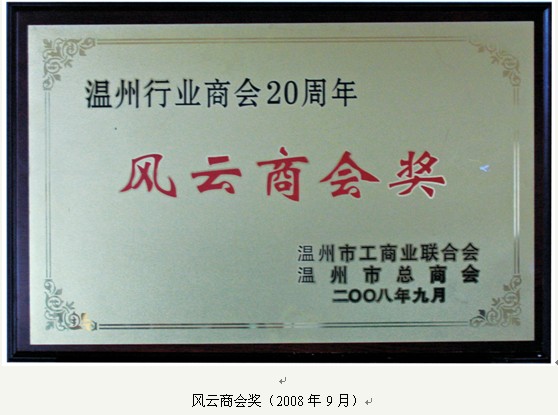 温州行业商会20周年
风云商会奖
温州市工商业联合会
温州市总商会
二〇〇八年九月
风云商会奖（2008年9月）